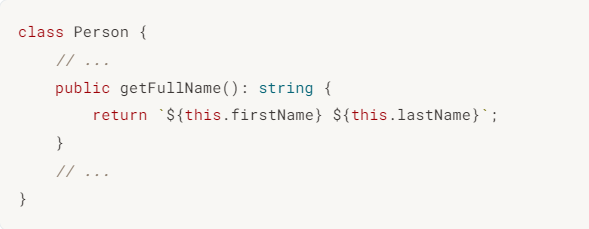 class Person {
    // ...
    public getFullName(): string {
        return `${this.firstName} ${this.lastName}`;
    }
    // ...
}